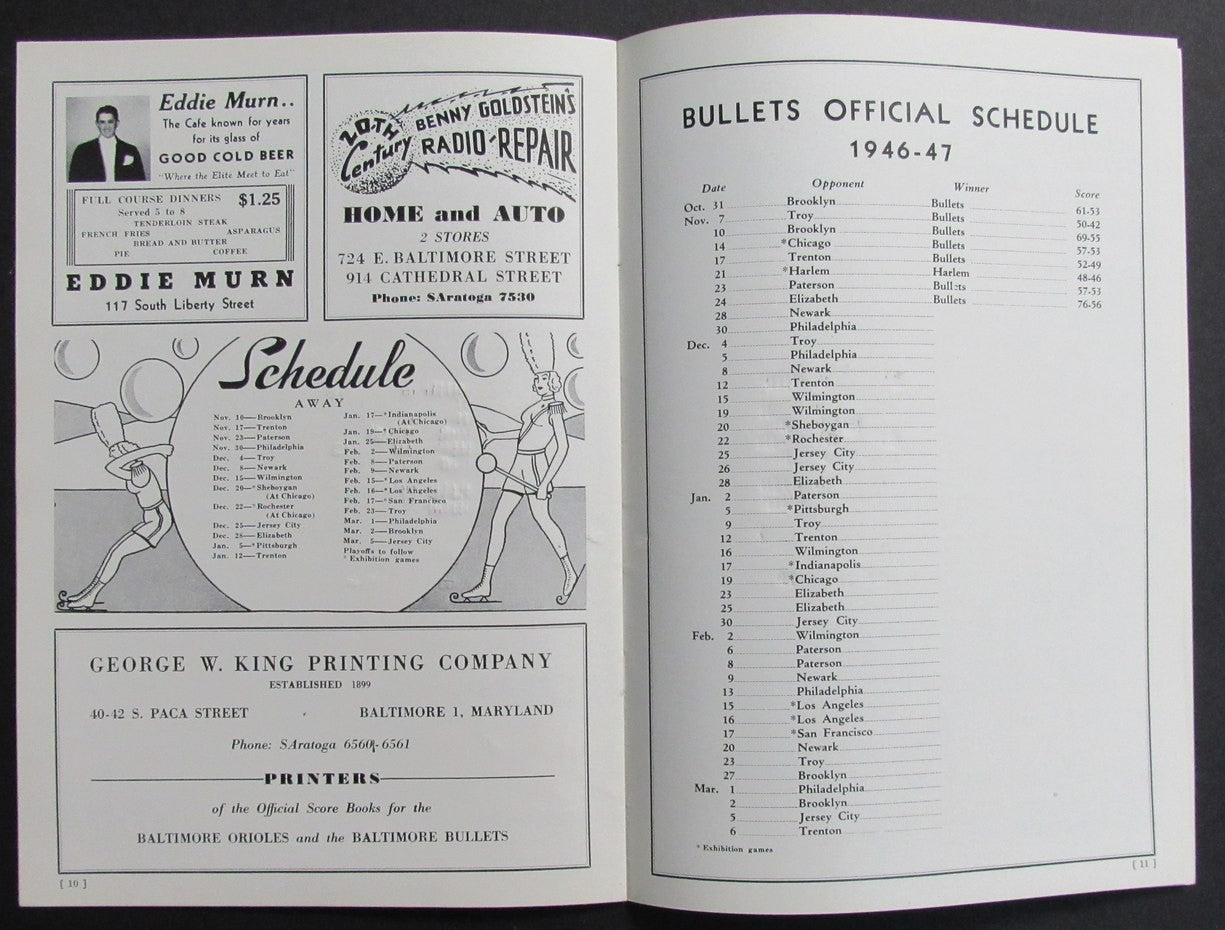 Eddie Murn..
The Cafe known for years
for its glass of
GOOD COLD BEER
"Where the Elite Meet to Eat"
FULL COURSE DINNERS $1.25
Served 5 to 8
TENDERLOIN STEAK
FRENCH FRIES ASPARAGUS
BREAD AND BUTTER
PIE COFFEE
EDDIE MURN
117 South Liberty Street
20TH Century
BENNY GOLDSTEIN'S
RADIO-REPAIR
HOME and AUTO
2 STORES
724 E. BALTIMORE STREET
914 CATHEDRAL STREET
Phone: SAratoga 7530
Schedule
AWAY
Nov. 10—Brooklyn
Nov. 17—Trenton
Nov. 23—Paterson
Nov. 30—Philadelphia
Dec. 4—Troy
Dec. 8—Newark
Dec. 15—Wilmington
Dec. 20—*Sheboygan
(At Chicago)
Dec. 22—*Rochester
(At Chicago)
Dec. 25—Jersey City
Dec. 28—Elizabeth
Jan. 5—*Pittsburgh
Jan. 12—Trenton
Jan. 17—*Indianapolis
(At Chicago)
Jan. 19—*Chicago
Jan. 25—Elizabeth
Feb. 2—Wilmington
Feb. 8—Paterson
Feb. 9—Newark
Feb. 15—*Los Angeles
Feb. 16—*Los Angeles
Feb. 17—*San Francisco
Feb. 23—Troy
Mar. 1—Philadelphia
Mar. 2—Brooklyn
Mar. 5—Jersey City
Playoffs to follow
* Exhibition games
GEORGE W. KING PRINTING COMPANY
ESTABLISHED 1899
40-42 S. PACA STREET BALTIMORE 1, MARYLAND
Phone: SAratoga 6560-6561
PRINTERS
of the Official Score Books for the
BALTIMORE ORIOLES and the BALTIMORE BULLETS
[ 10 ]
BULLETS OFFICIAL SCHEDULE
1946-47
Date Opponent Winner Score
Oct. 31 Brooklyn Bullets 61-53
Nov. 7 Troy Bullets 50-42
10 Brooklyn Bullets 69-55
14 *Chicago Bullets 57-53
17 Trenton Bullets 52-49
21 *Harlem Harlem 48-46
23 Paterson Bullets 57-53
24 Elizabeth Bullets 76-56
28 Newark
30 Philadelphia
Dec. 4 Troy
5 Philadelphia
8 Newark
12 Trenton
15 Wilmington
19 Wilmington
20 *Sheboygan
22 *Rochester
25 Jersey City
26 Jersey City
28 Elizabeth
Jan. 2 Paterson
5 *Pittsburgh
9 Troy
12 Trenton
16 Wilmington
17 *Indianapolis
19 *Chicago
23 Elizabeth
25 Elizabeth
30 Jersey City
Feb. 2 Wilmington
6 Paterson
8 Paterson
9 Newark
13 Philadelphia
15 *Los Angeles
16 *Los Angeles
17 *San Francisco
20 Newark
23 Troy
27 Brooklyn
Mar. 1 Philadelphia
2 Brooklyn
5 Jersey City
6 Trenton
* Exhibition games
[ 11 ]